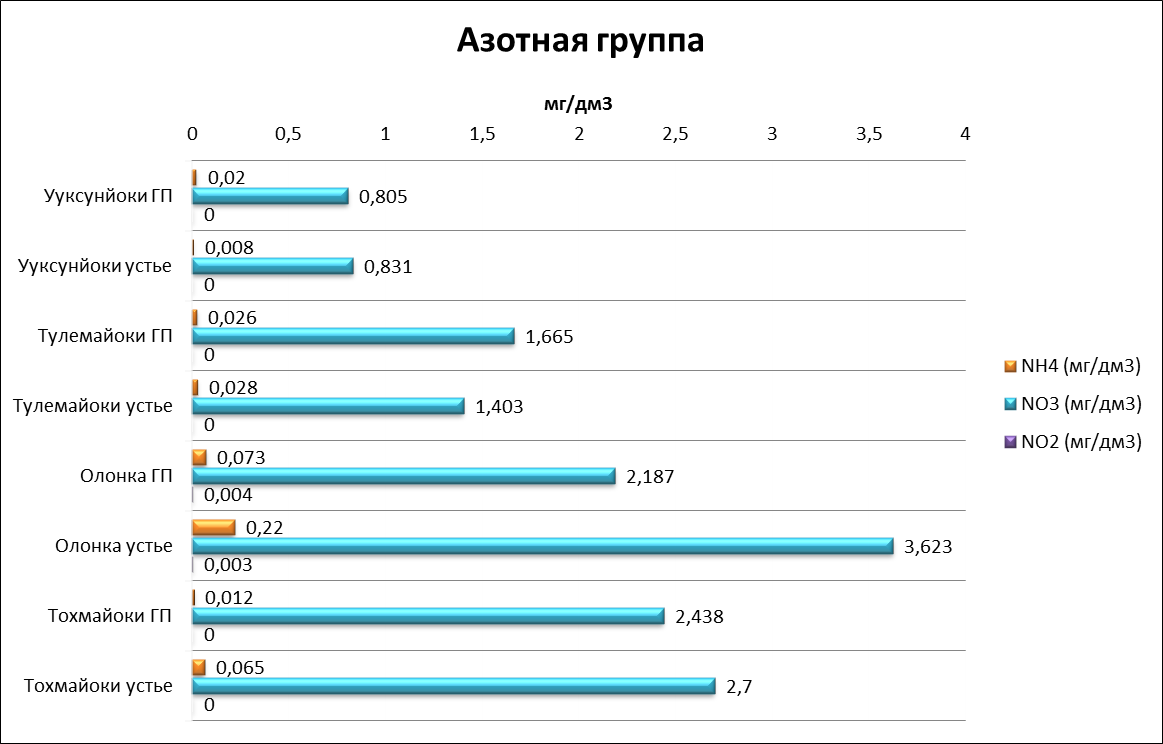 Азотная группа
мг/дм3
0 0,5 1 1,5 2 2,5 3 3,5 4
Ууксунйоки ГП
0,02
0,805
0
Ууксунйоки устье
0,008
0,831
0
Тулемайоки ГП
0,026
1,665
0
Тулемайоки устье
0,028
1,403
0
Олонка ГП
0,073
2,187
0,004
Олонка устье
0,22
3,623
0,003
Тохмайоки ГП
0,012
2,438
0
Тохмайоки устье
0,065
2,7
0
NH4 (мг/дм3)
NO3 (мг/дм3)
NO2 (мг/дм3)